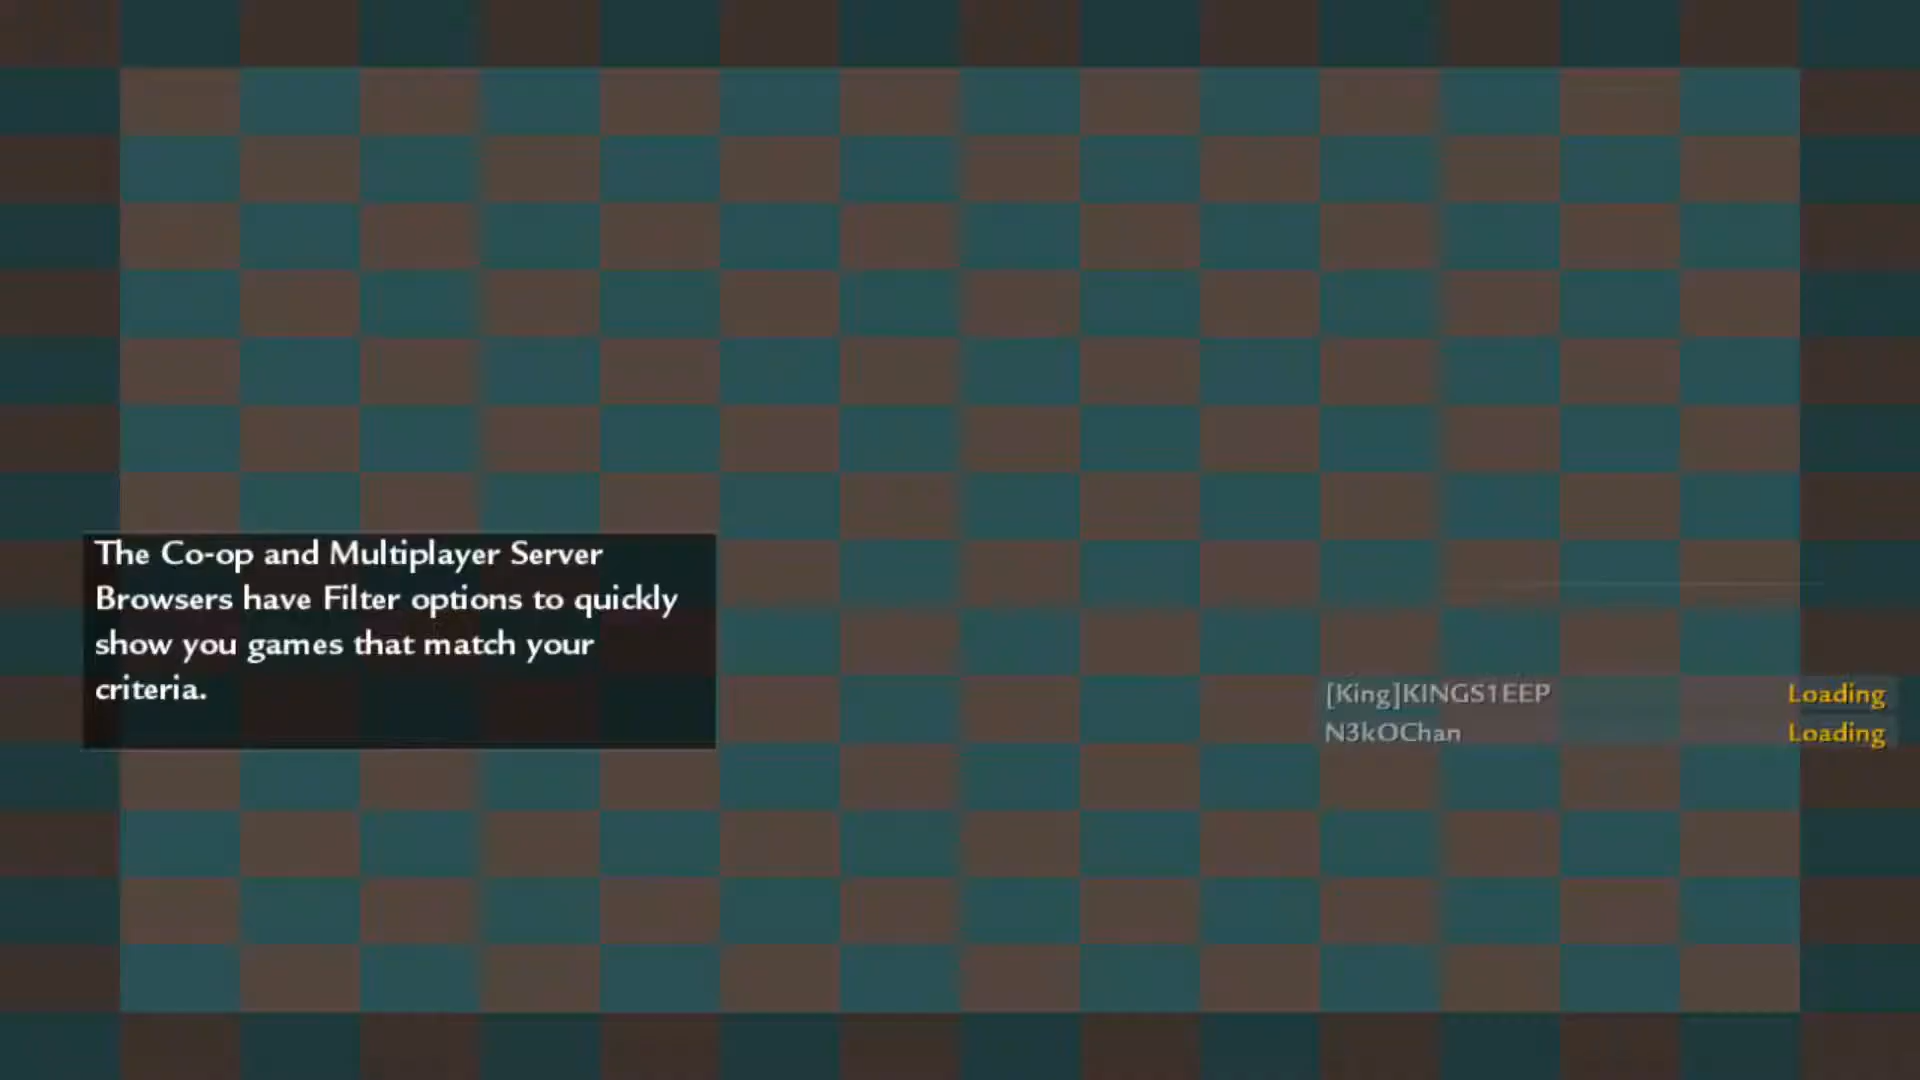 The Co-op and Multiplayer Server
Browsers have Filter options to quickly
show you games that match your
criteria.
[King]KINGS1EEP Loading
N3kOChan Loading